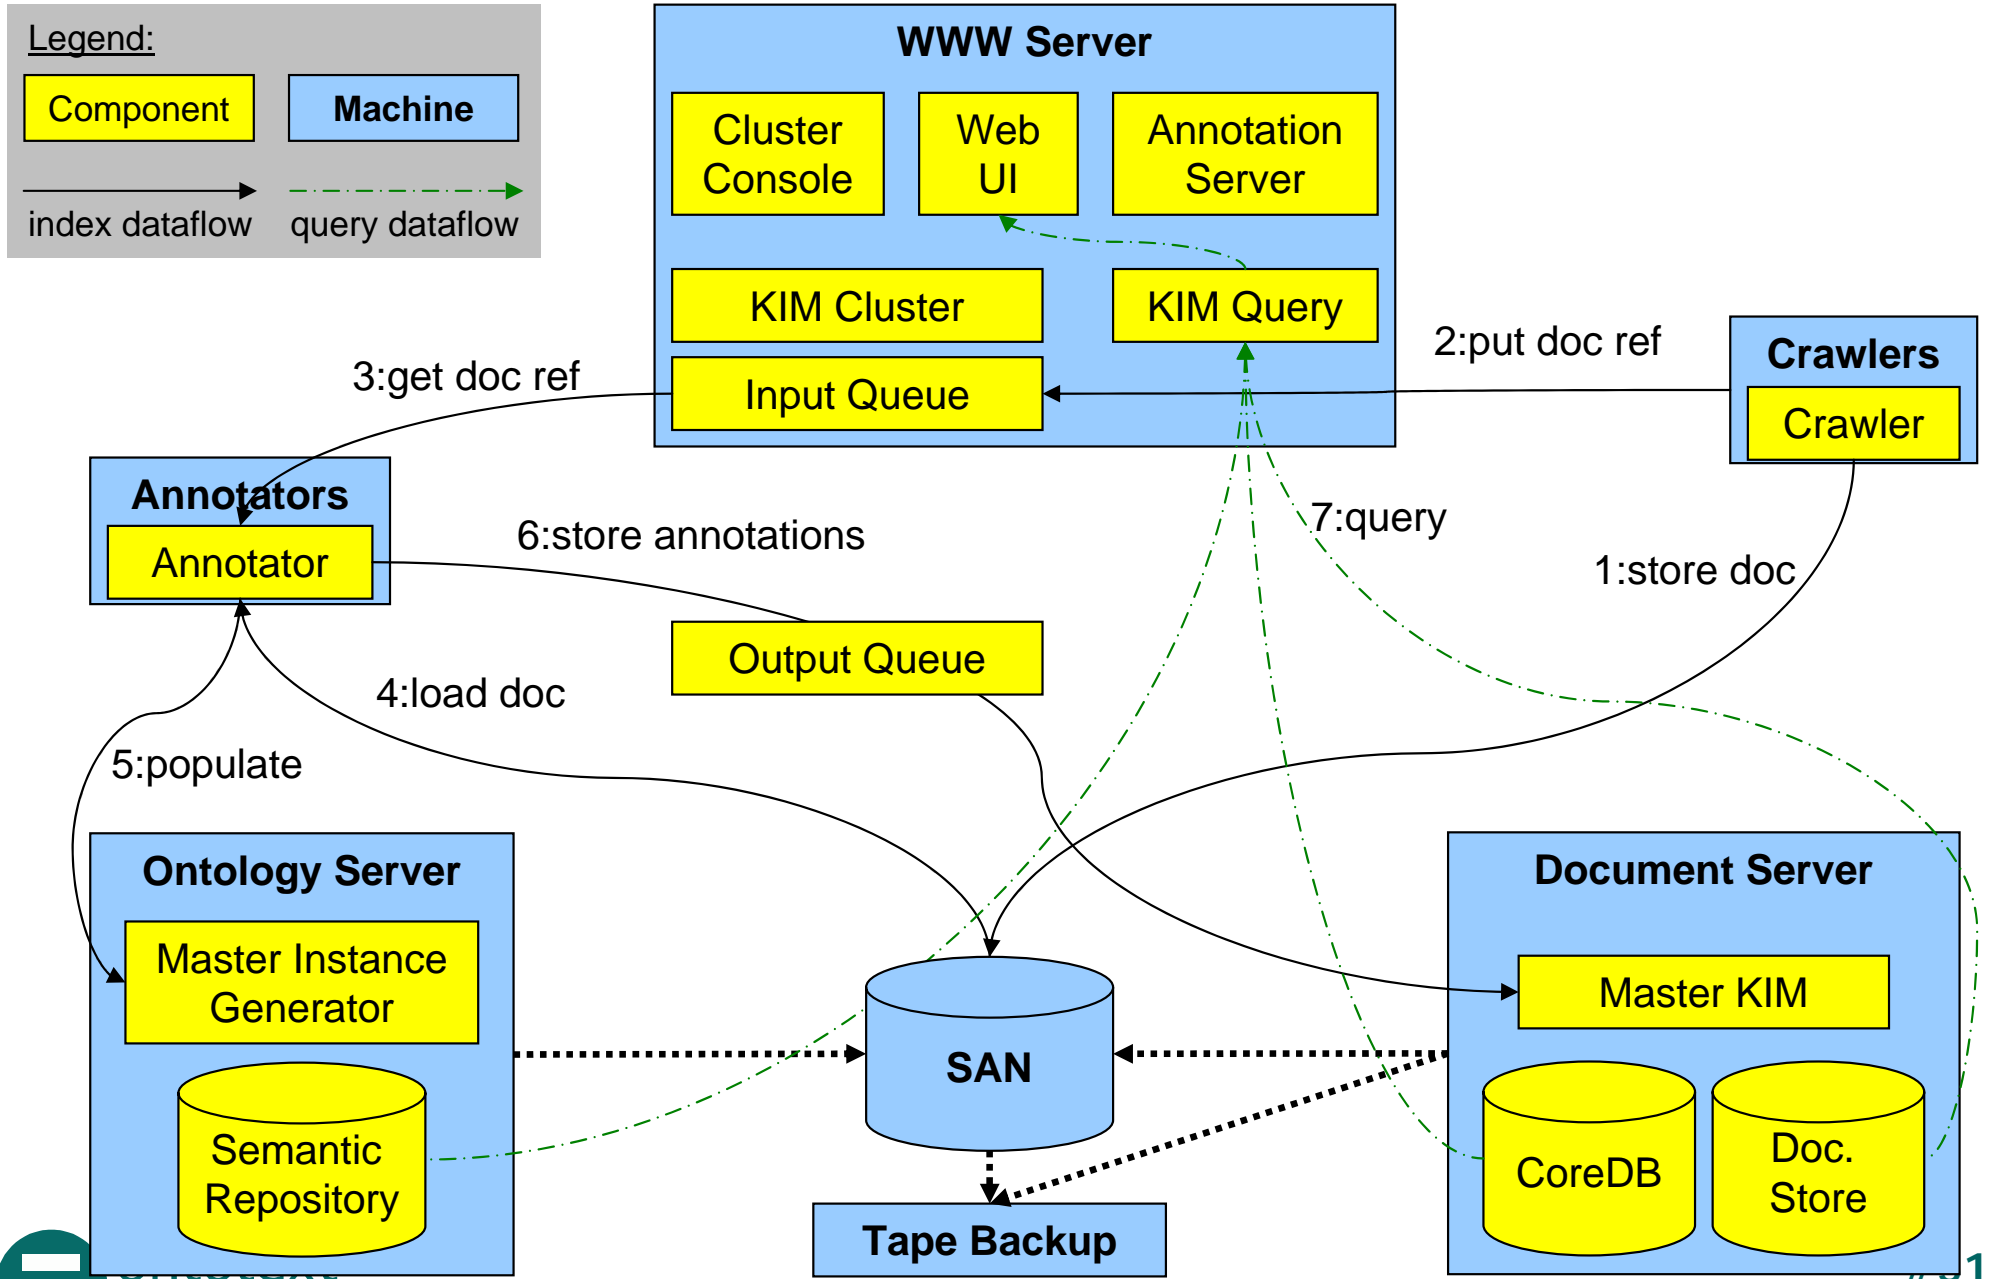 Legend:
Component
Machine
index dataflow
query dataflow
WWW Server
Cluster
Console
Web
UI
Annotation
Server
KIM Cluster
KIM Query
Input Queue
2:put doc ref
Crawlers
Crawler
3:get doc ref
Annotators
Annotator
6:store annotations
7:query
1:store doc
Output Queue
4:load doc
5:populate
Ontology Server
Master Instance
Generator
Semantic
Repository
SAN
Tape Backup
Document Server
Master KIM
CoreDB
Doc.
Store